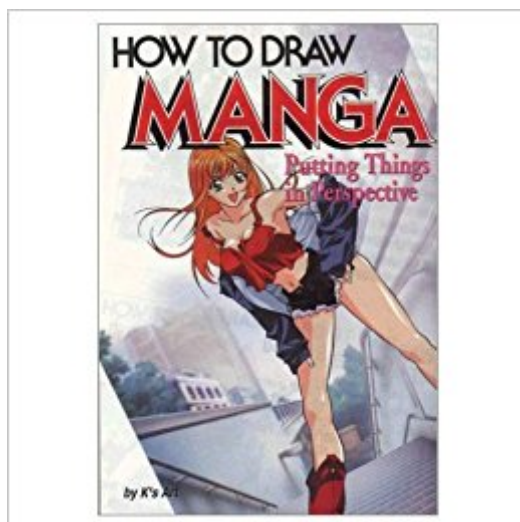 HOW TO DRAW
MANGA
Putting Things
in Perspective
by K's Art